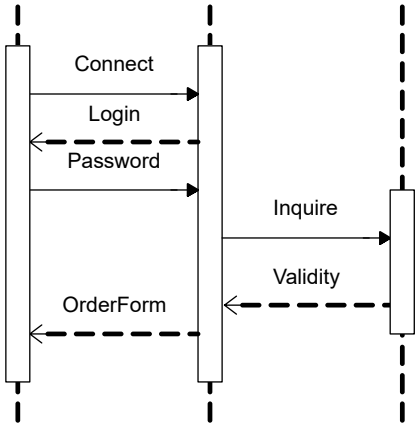 Connect
Login
Password
Inquire
Validity
OrderForm